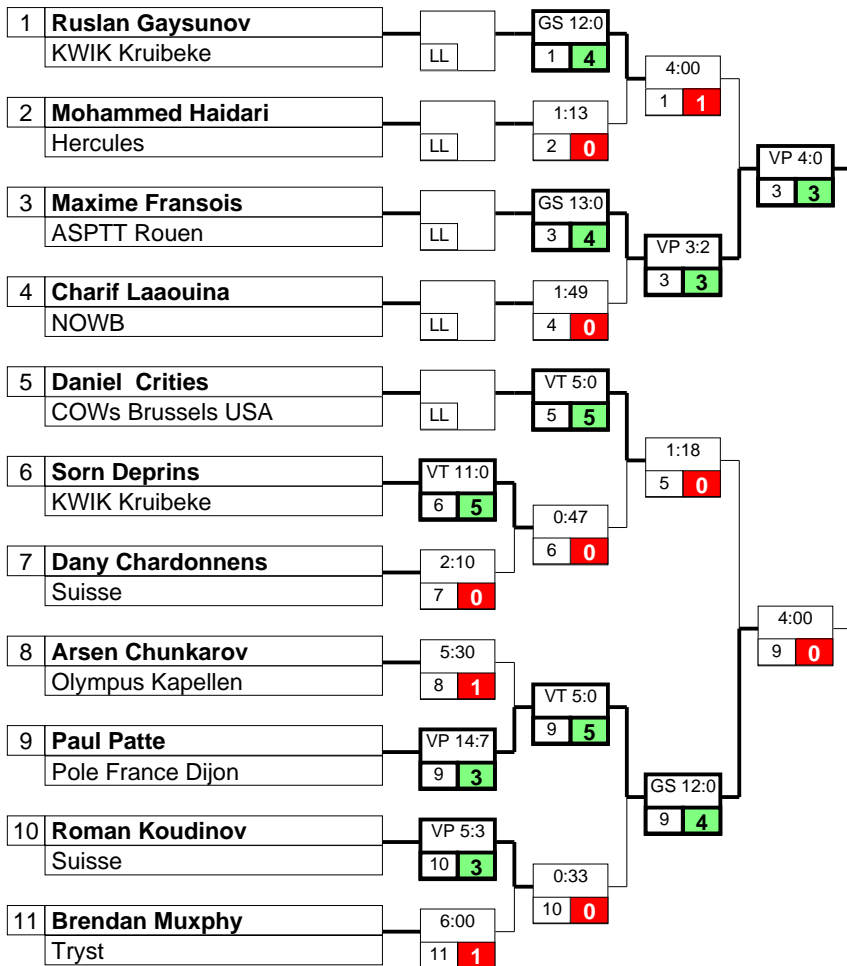 1 Ruslan Gaysunov
KWIK Kruibeke
LL
GS 12:0
1 4
4:00
1 1
2 Mohammed Haidari
Hercules
LL
1:13
2 0
VP 4:0
3 3
3 Maxime Fransois
ASPTT Rouen
LL
GS 13:0
3 4
VP 3:2
3 3
4 Charif Laaouina
NOWB
LL
1:49
4 0
5 Daniel  Crities
COWs Brussels USA
LL
VT 5:0
5 5
1:18
5 0
6 Sorn Deprins
KWIK Kruibeke
VT 11:0
6 5
0:47
6 0
7 Dany Chardonnens
Suisse
2:10
7 0
4:00
9 0
8 Arsen Chunkarov
Olympus Kapellen
5:30
8 1
VT 5:0
9 5
9 Paul Patte
Pole France Dijon
VP 14:7
9 3
GS 12:0
9 4
10 Roman Koudinov
Suisse
VP 5:3
10 3
0:33
10 0
11 Brendan Muxphy
Tryst
6:00
11 1